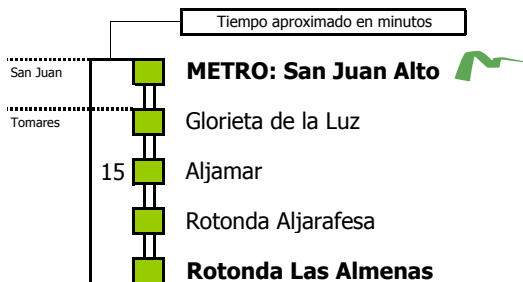 Tiempo aproximado en minutos
San Juan
METRO: San Juan Alto
Tomares
Glorieta de la Luz
15
Aljamar
Rotonda Aljarafesa
Rotonda Las Almenas